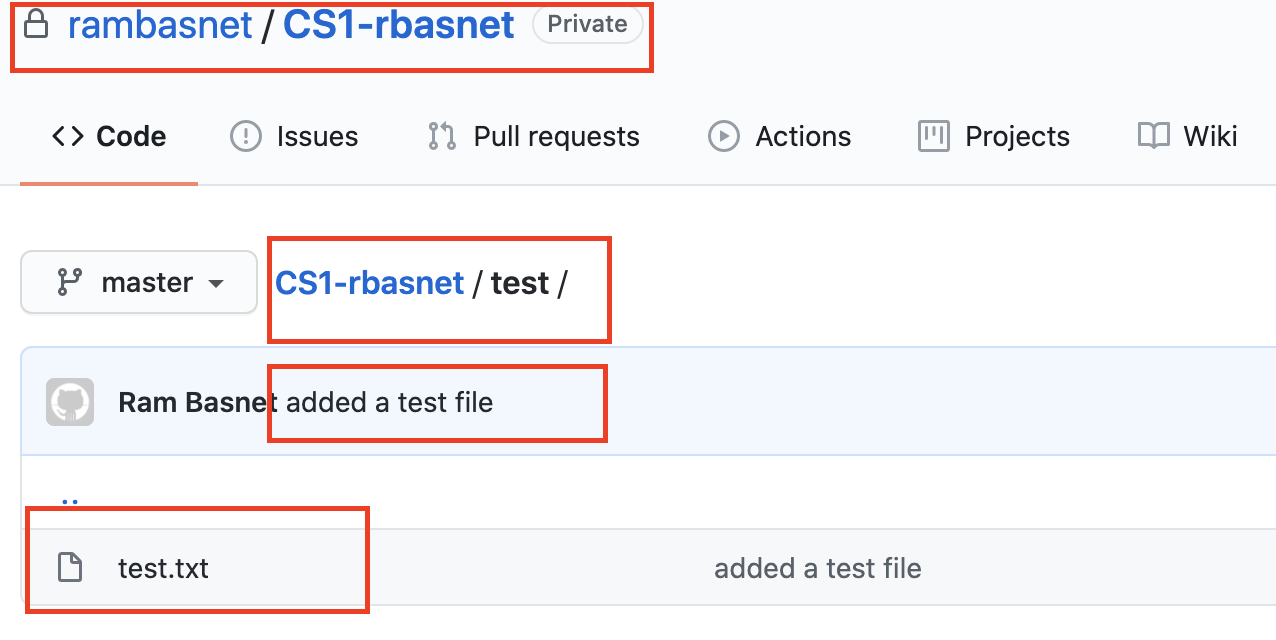 rambasnet / CS1-rbasnet Private
Code Issues Pull requests Actions Projects Wiki
master CS1-rbasnet / test /
Ram Basnet added a test file
..
test.txt added a test file